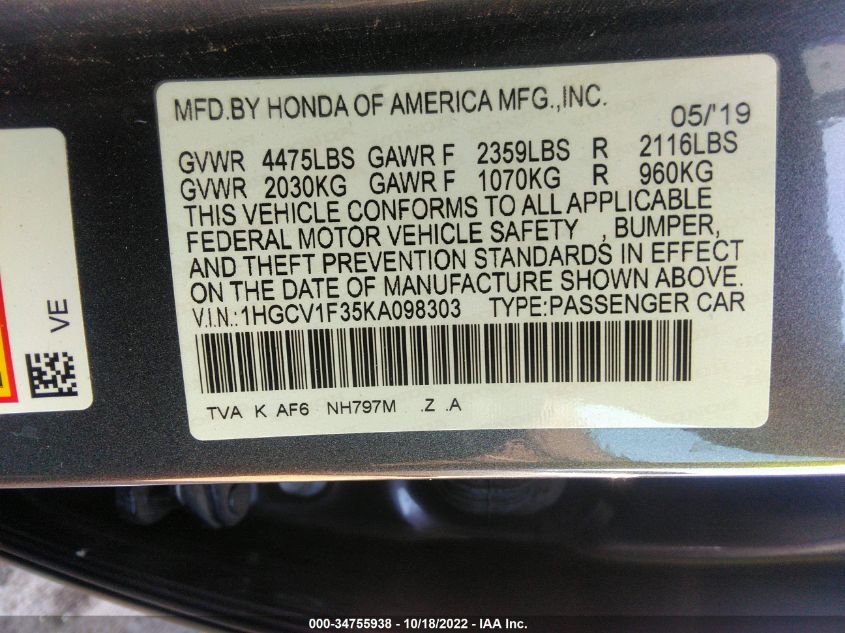 MFD.BY HONDA OF AMERICA MFG.,INC.
05/'19
GVWR 4475LBS GAWR F 2359LBS R 2116LBS
GVWR 2030KG GAWR F 1070KG R 960KG
THIS VEHICLE CONFORMS TO ALL APPLICABLE
FEDERAL MOTOR VEHICLE SAFETY , BUMPER,
AND THEFT PREVENTION STANDARDS IN EFFECT
ON THE DATE OF MANUFACTURE SHOWN ABOVE.
V.I.N.:1HGCV1F35KA098303 TYPE:PASSENGER CAR
TVA K AF6 NH797M .Z .A
VE
000-34755938 - 10/18/2022 - IAA Inc.